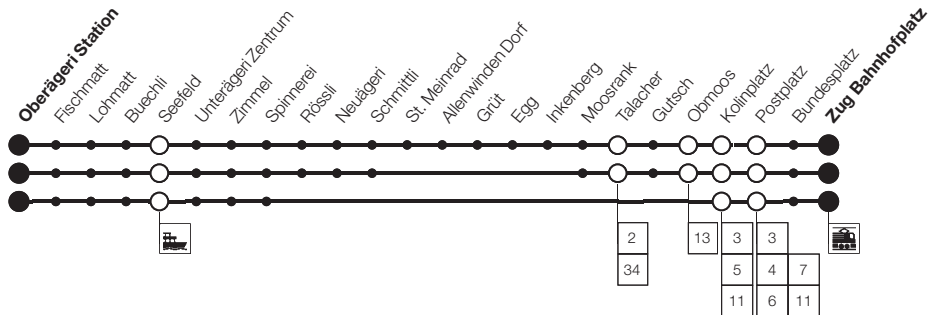 Oberägeri Station
Fischmatt
Lohmatt
Buechli
Seefeld
Unterägeri Zentrum
Zimmel
Spinnerei
Rössli
Neuägeri
Schmittli
St. Meinrad
Allenwinden Dorf
Grüt
Egg
Inkenberg
Moosrank
Talacher
Gutsch
Obmoos
Kolinplatz
Postplatz
Bundesplatz
Zug Bahnhofplatz
2 13 3 3
34 5 4 7
11 6 11